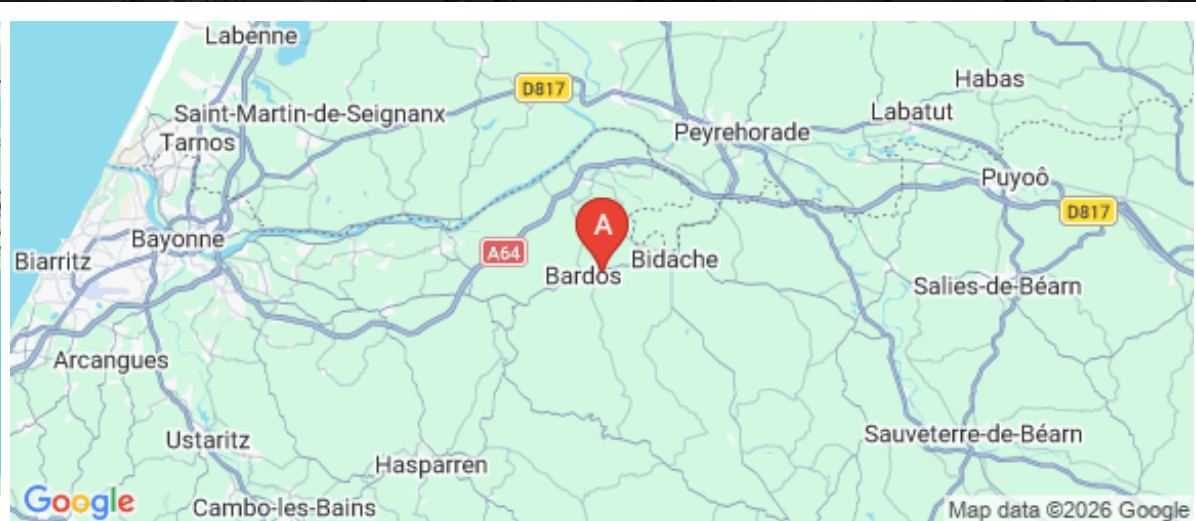 Labenne
Habas
D817
Saint-Martin-de-Seignanx
Labatut
Tarnos
Peyrehorade
Puyoô
D817
A
Bayonne
A64
Biarritz
Bidache
Bardos
Salies-de-Béarn
Arcangues
Ustaritz
Sauveterre-de-Béarn
Hasparren
Google
Cambo-les-Bains
Map data ©2026 Google